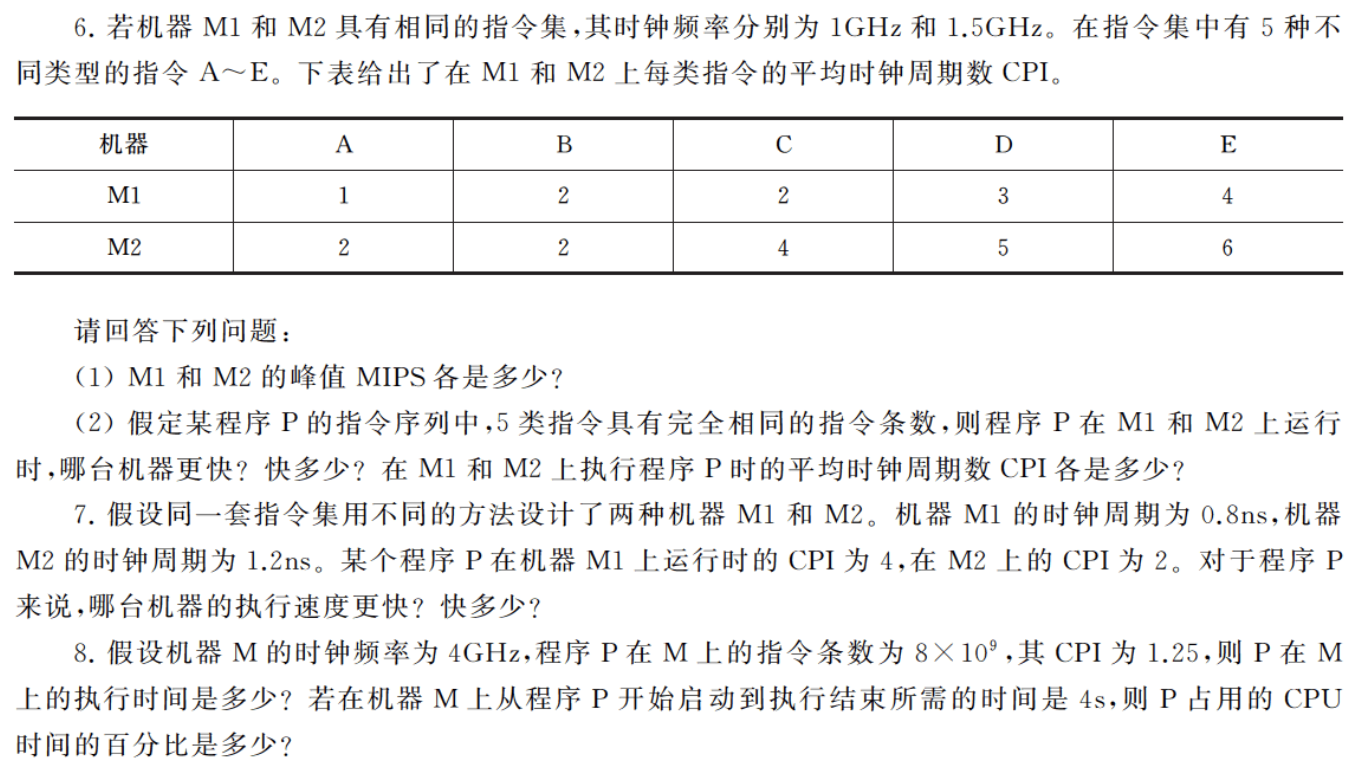 6. 若机器 M1 和 M2 具有相同的指令集,其时钟频率分别为 1GHz 和 1.5GHz。在指令集中有 5 种不
同类型的指令 A～E。下表给出了在 M1 和 M2 上每类指令的平均时钟周期数 CPI。
机器 A B C D E
M1 1 2 2 3 4
M2 2 2 4 5 6
请回答下列问题:
(1) M1 和 M2 的峰值 MIPS 各是多少?
(2) 假定某程序 P 的指令序列中,5 类指令具有完全相同的指令条数,则程序 P 在 M1 和 M2 上运行
时,哪台机器更快? 快多少? 在 M1 和 M2 上执行程序 P 时的平均时钟周期数 CPI 各是多少?
7. 假设同一套指令集用不同的方法设计了两种机器 M1 和 M2。机器 M1 的时钟周期为 0.8ns,机器
M2 的时钟周期为 1.2ns。某个程序 P 在机器 M1 上运行时的 CPI 为 4,在 M2 上的 CPI 为 2。对于程序 P
来说,哪台机器的执行速度更快? 快多少?
8. 假设机器 M 的时钟频率为 4GHz,程序 P 在 M 上的指令条数为 8×10⁹,其 CPI 为 1.25,则 P 在 M
上的执行时间是多少? 若在机器 M 上从程序 P 开始启动到执行结束所需的时间是 4s,则 P 占用的 CPU
时间的百分比是多少?